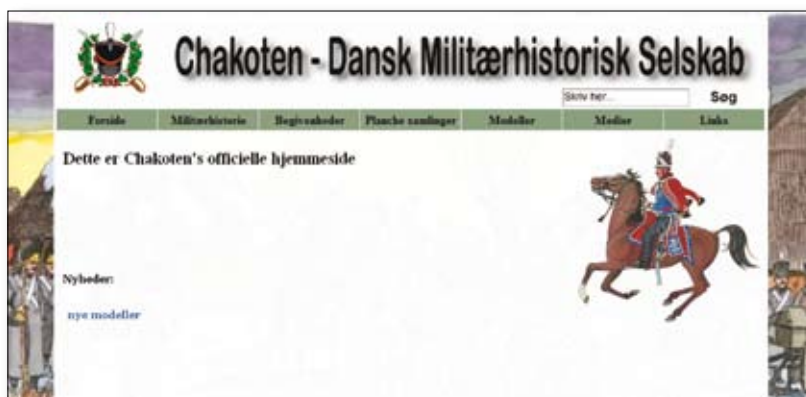 Chakoten - Dansk Militærhistorisk Selskab
Skriv her... Søg
Forside Militærhistorie Begivenheder Planche samlinger Modeller Medier Links
Dette er Chakoten's officielle hjemmeside
Nyheder:
nye modeller